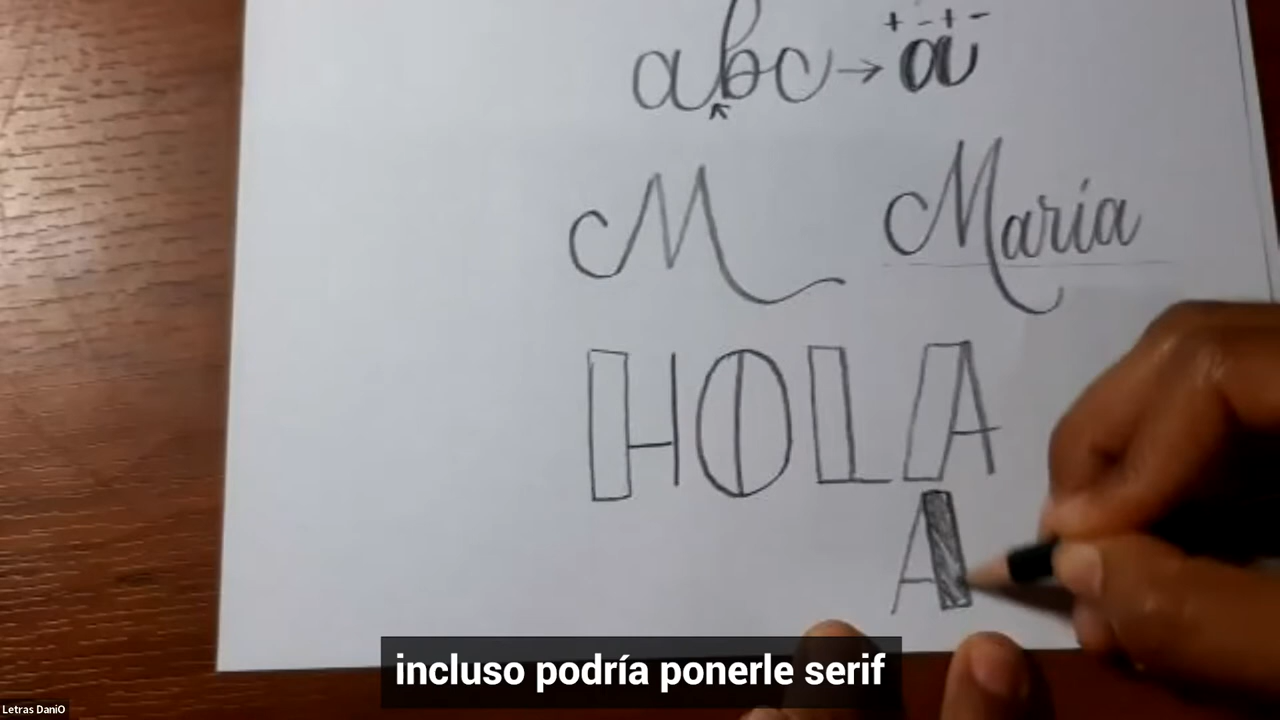 + - + -
abc → a
M María
HOLA
A
incluso podría ponerle serif
Letras DaniO